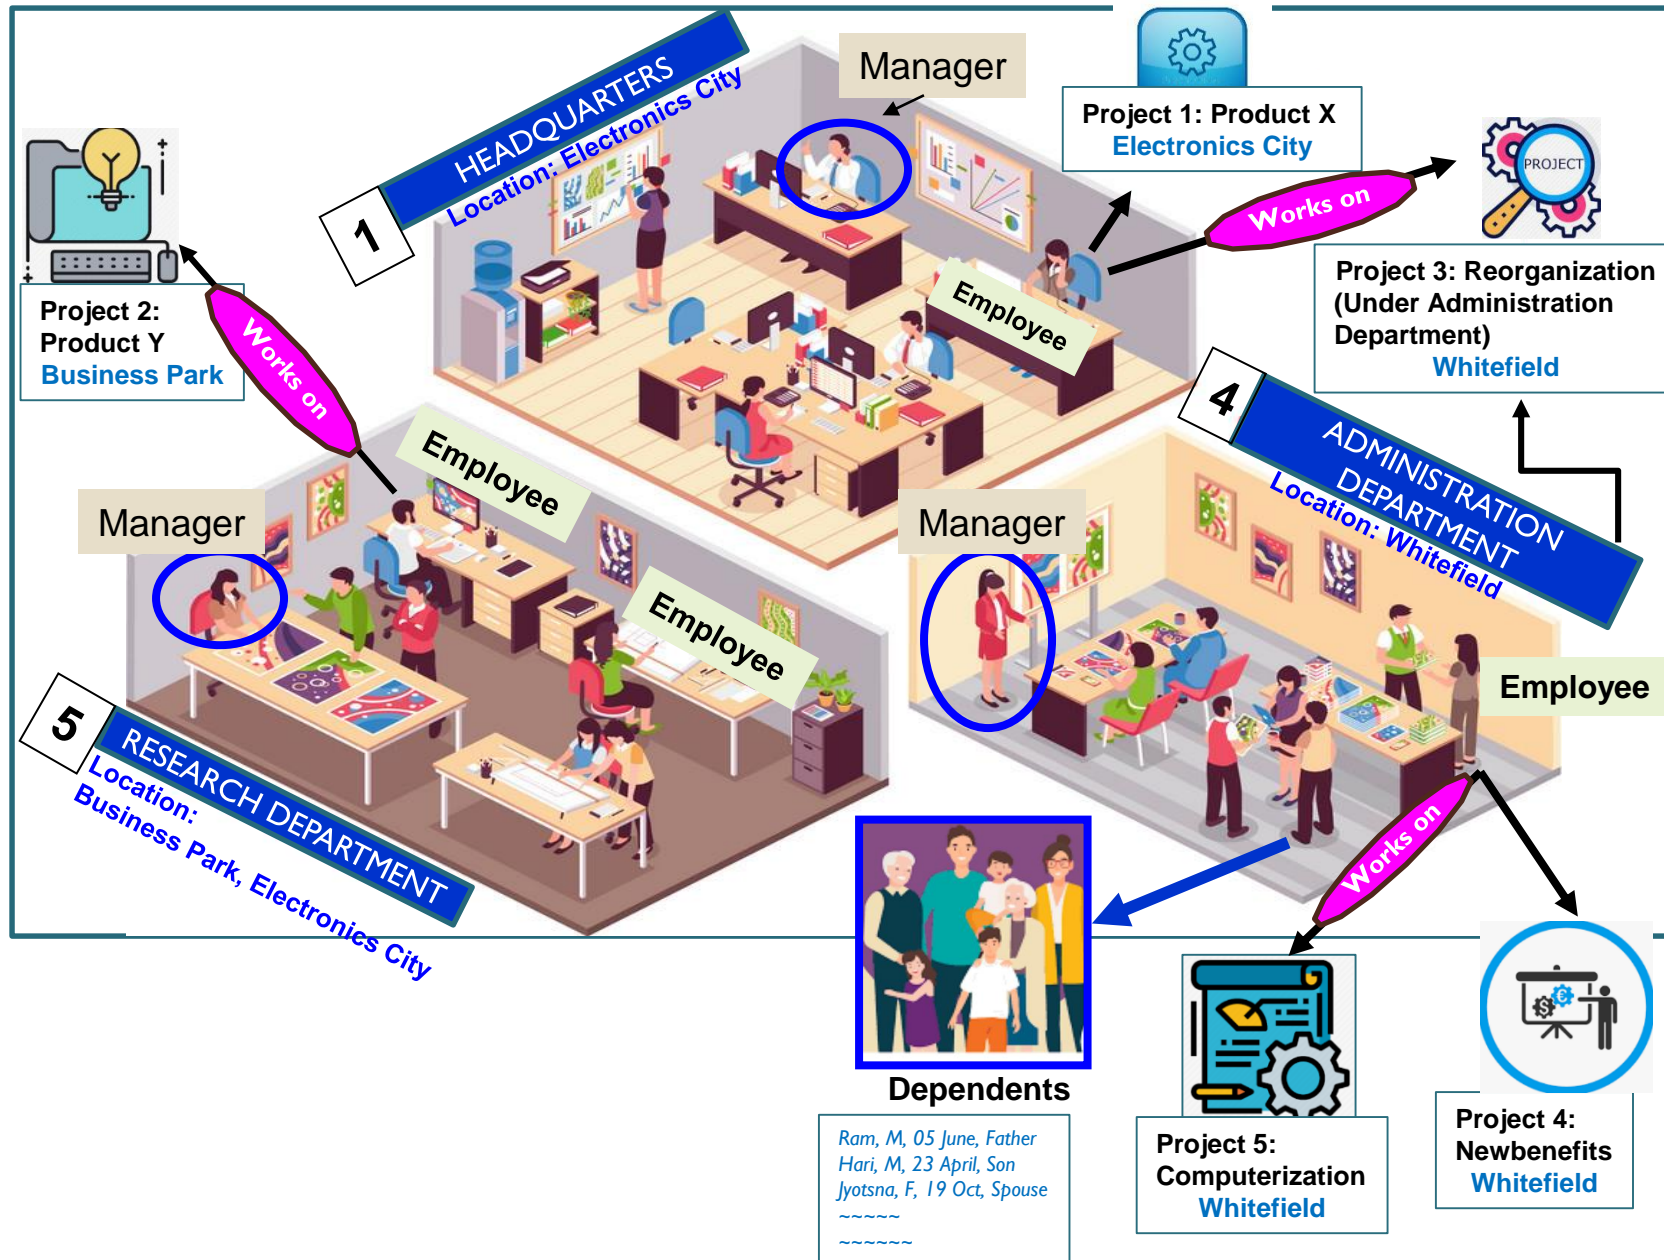 Manager
1
HEADQUARTERS
Location: Electronics City
Project 1: Product X
Electronics City
Works on
PROJECT
Project 3: Reorganization
(Under Administration
Department)
Whitefield
Employee
Project 2:
Product Y
Business Park
Works on
4
ADMINISTRATION
DEPARTMENT
Location: Whitefield
Employee
Manager
Manager
Employee
Employee
5
RESEARCH DEPARTMENT
Location:
Business Park, Electronics City
Works on
Dependents
Ram, M, 05 June, Father
Hari, M, 23 April, Son
Jyotsna, F, 19 Oct, Spouse
~~~~~
~~~~~~
Project 5:
Computerization
Whitefield
$ €
Project 4:
Newbenefits
Whitefield